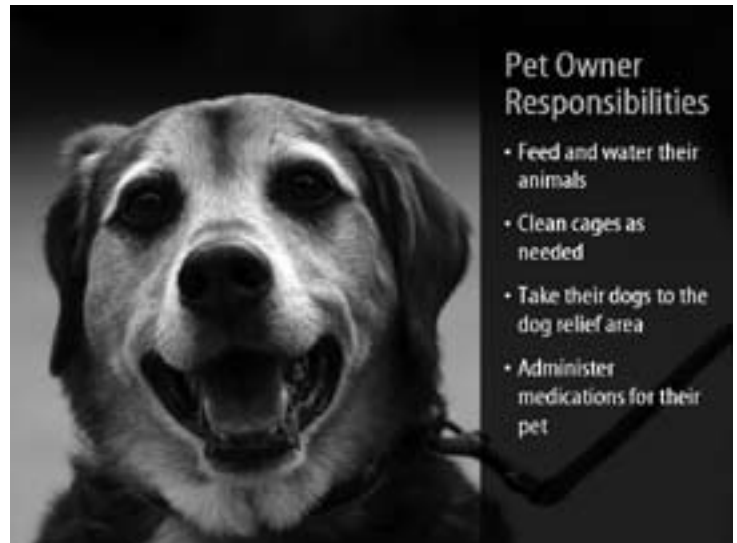 Pet Owner
Responsibilities
• Feed and water their
animals
• Clean cages as
needed
• Take their dogs to the
dog relief area
• Administer
medications for their
pet